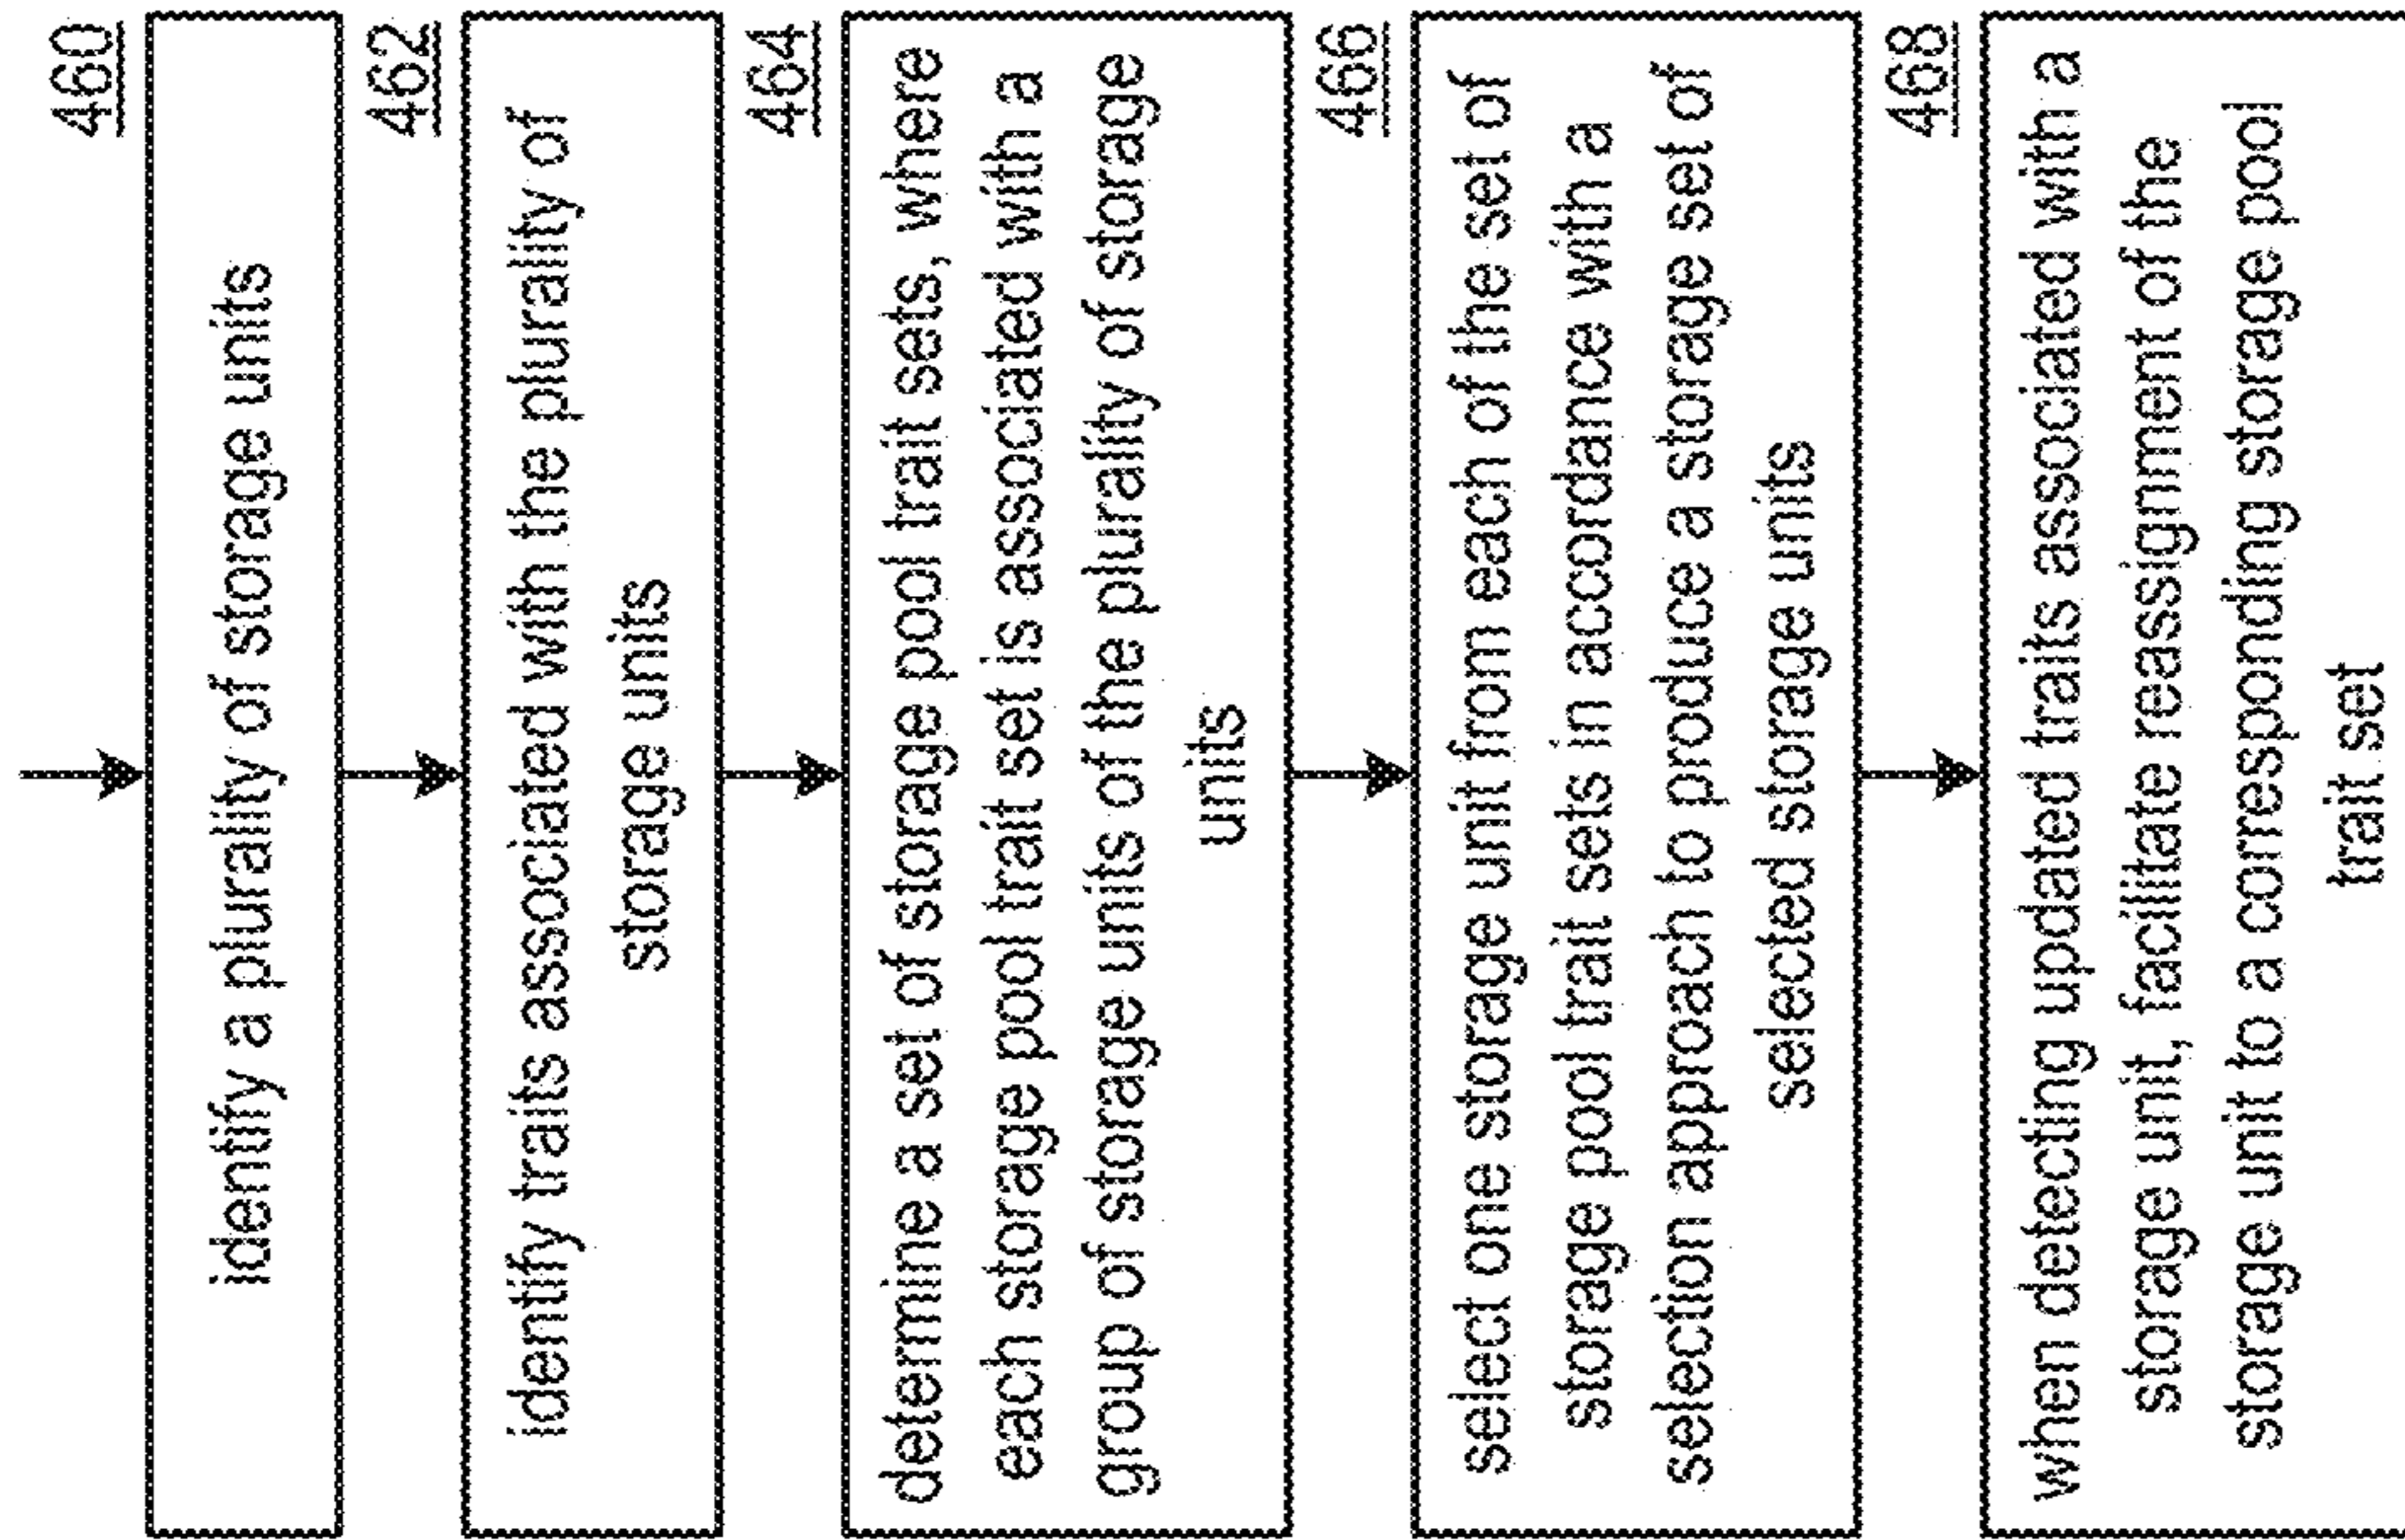 460
identify a plurality of storage units
462
identify traits associated with the plurality of
storage units
464
determine a set of storage pool trait sets, where
each storage pool trait set is associated with a
group of storage units of the plurality of storage
units
466
select one storage unit from each of the set of
storage pool trait sets in accordance with a
selection approach to produce a storage set of
selected storage units
468
when detecting updated traits associated with a
storage unit, facilitate reassignment of the
storage unit to a corresponding storage pool
trait set